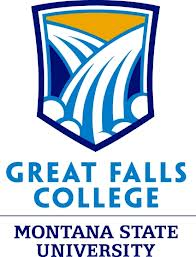 GREAT FALLS
COLLEGE
MONTANA STATE
UNIVERSITY